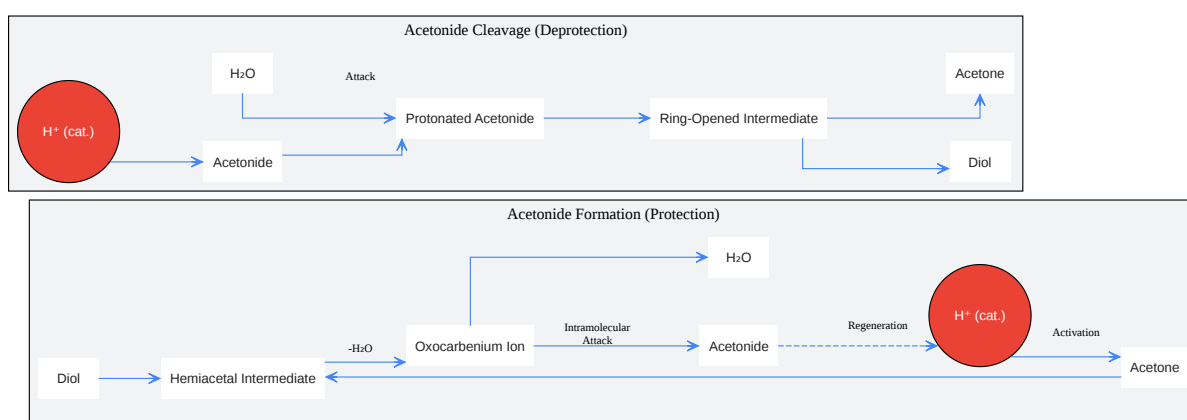 Acetonide Cleavage (Deprotection)
H₂O
Attack
Acetone
H⁺ (cat.)
Protonated Acetonide
Ring-Opened Intermediate
Acetonide
Diol
Acetonide Formation (Protection)
H₂O
H⁺ (cat.)
Intramolecular
Attack
Regeneration
Activation
-H₂O
Oxocarbenium Ion
Acetonide
Acetone
Diol
Hemiacetal Intermediate